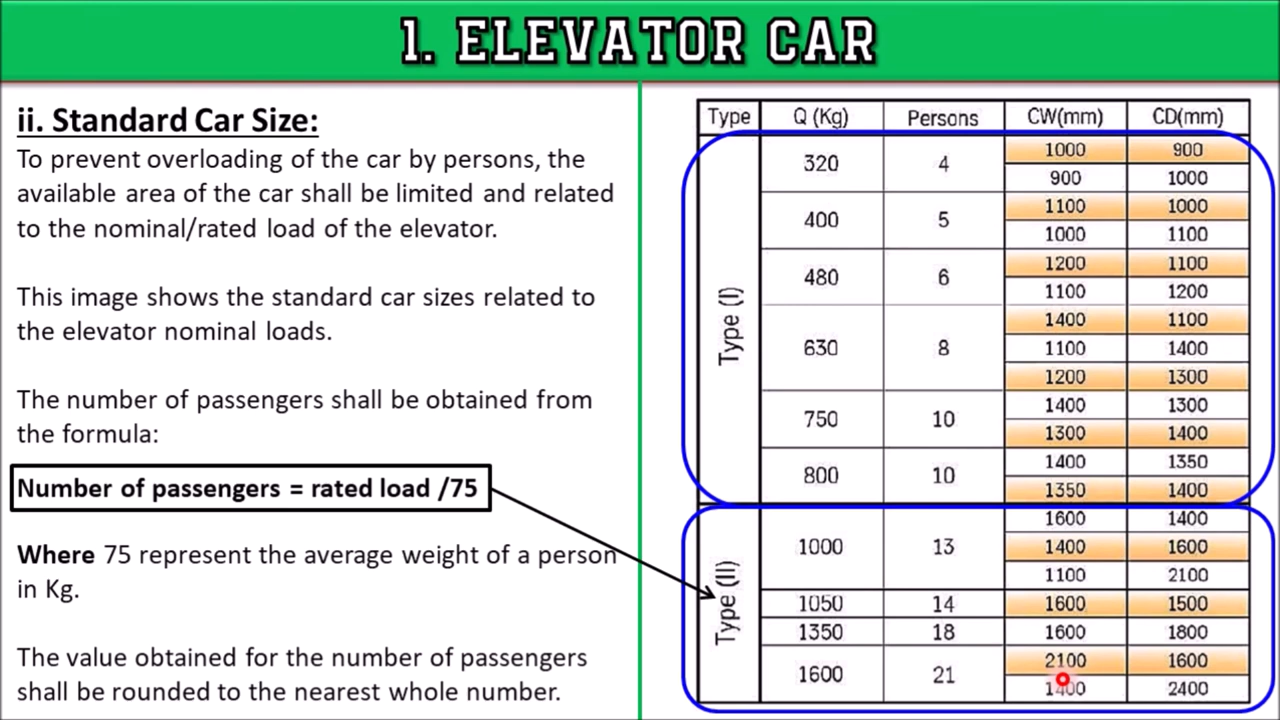 1. ELEVATOR CAR
ii. Standard Car Size:
To prevent overloading of the car by persons, the
available area of the car shall be limited and related
to the nominal/rated load of the elevator.
This image shows the standard car sizes related to
the elevator nominal loads.
The number of passengers shall be obtained from
the formula:
Number of passengers = rated load /75
Where 75 represent the average weight of a person
in Kg.
The value obtained for the number of passengers
shall be rounded to the nearest whole number.
Type Q (Kg) Persons CW(mm) CD(mm)
Type (I)
320 4 1000 900
900 1000
400 5 1100 1000
1000 1100
480 6 1200 1100
1100 1200
630 8 1400 1100
1100 1400
1200 1300
750 10 1400 1300
1300 1400
800 10 1400 1350
1350 1400
Type (II)
1000 13 1600 1400
1400 1600
1100 2100
1050 14 1600 1500
1350 18 1600 1800
1600 21 2100 1600
1400 2400